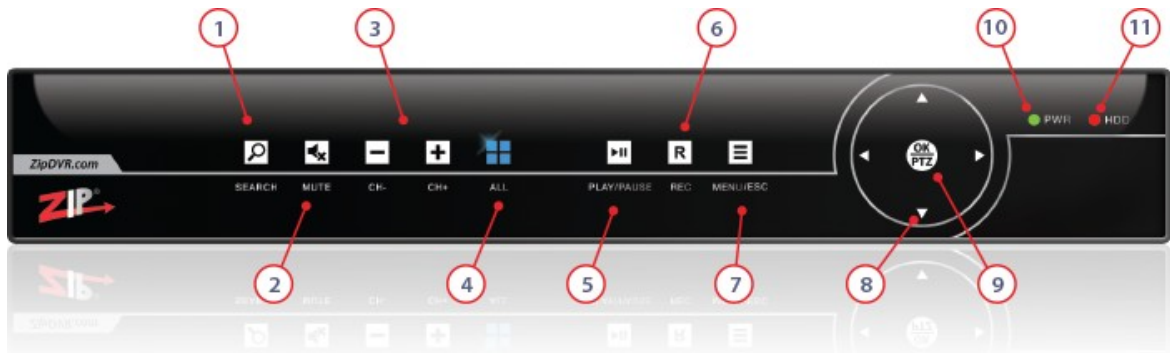 1 3 6 10 11
PWR HDD
R
OK
PTZ
ZipDVR.com
SEARCH MUTE CH- CH+ ALL PLAY/PAUSE REC MENU/ESC
ZIP
2 4 5 7 8 9